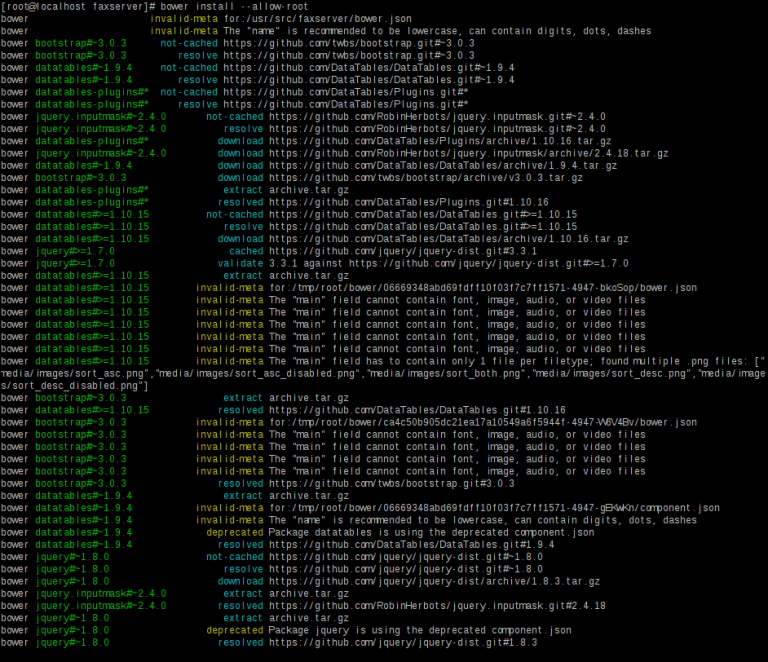 [root@localhost faxserver]# bower install --allow-root
bower invalid-meta for:/usr/src/faxserver/bower.json
bower invalid-meta The "name" is recommended to be lowercase, can contain digits, dots, dashes
bower bootstrap#~3.0.3 not-cached https://github.com/twbs/bootstrap.git#~3.0.3
bower bootstrap#~3.0.3 resolve https://github.com/twbs/bootstrap.git#~3.0.3
bower datatables#~1.9.4 not-cached https://github.com/DataTables/DataTables.git#~1.9.4
bower datatables#~1.9.4 resolve https://github.com/DataTables/DataTables.git#~1.9.4
bower datatables-plugins#* not-cached https://github.com/DataTables/Plugins.git#*
bower datatables-plugins#* resolve https://github.com/DataTables/Plugins.git#*
bower jquery.inputmask#~2.4.0 not-cached https://github.com/RobinHerbots/jquery.inputmask.git#~2.4.0
bower jquery.inputmask#~2.4.0 resolve https://github.com/RobinHerbots/jquery.inputmask.git#~2.4.0
bower datatables-plugins#* download https://github.com/DataTables/Plugins/archive/1.10.16.tar.gz
bower jquery.inputmask#~2.4.0 download https://github.com/RobinHerbots/jquery.inputmask/archive/2.4.18.tar.gz
bower datatables#~1.9.4 download https://github.com/DataTables/DataTables/archive/1.9.4.tar.gz
bower bootstrap#~3.0.3 download https://github.com/twbs/bootstrap/archive/v3.0.3.tar.gz
bower datatables-plugins#* extract archive.tar.gz
bower datatables-plugins#* resolved https://github.com/DataTables/Plugins.git#1.10.16
bower datatables#>=1.10.15 not-cached https://github.com/DataTables/DataTables.git#>=1.10.15
bower datatables#>=1.10.15 resolve https://github.com/DataTables/DataTables.git#>=1.10.15
bower datatables#>=1.10.15 download https://github.com/DataTables/DataTables/archive/1.10.16.tar.gz
bower jquery#>=1.7.0 cached https://github.com/jquery/jquery-dist.git#3.3.1
bower jquery#>=1.7.0 validate 3.3.1 against https://github.com/jquery/jquery-dist.git#>=1.7.0
bower datatables#>=1.10.15 extract archive.tar.gz
bower datatables#>=1.10.15 invalid-meta for:/tmp/root/bower/06669348abd69fdff10f03f7c7ff1571-4947-bkoSop/bower.json
bower datatables#>=1.10.15 invalid-meta The "main" field cannot contain font, image, audio, or video files
bower datatables#>=1.10.15 invalid-meta The "main" field cannot contain font, image, audio, or video files
bower datatables#>=1.10.15 invalid-meta The "main" field cannot contain font, image, audio, or video files
bower datatables#>=1.10.15 invalid-meta The "main" field cannot contain font, image, audio, or video files
bower datatables#>=1.10.15 invalid-meta The "main" field cannot contain font, image, audio, or video files
bower datatables#>=1.10.15 invalid-meta The "main" field has to contain only 1 file per filetype; found multiple .png files: ["
media/images/sort_asc.png","media/images/sort_asc_disabled.png","media/images/sort_both.png","media/images/sort_desc.png","media/image
s/sort_desc_disabled.png"]
bower bootstrap#~3.0.3 extract archive.tar.gz
bower datatables#>=1.10.15 resolved https://github.com/DataTables/DataTables.git#1.10.16
bower bootstrap#~3.0.3 invalid-meta for:/tmp/root/bower/ca4c50b905dc21ea17a10549a6f5944f-4947-W6V4Bv/bower.json
bower bootstrap#~3.0.3 invalid-meta The "main" field cannot contain font, image, audio, or video files
bower bootstrap#~3.0.3 invalid-meta The "main" field cannot contain font, image, audio, or video files
bower bootstrap#~3.0.3 invalid-meta The "main" field cannot contain font, image, audio, or video files
bower bootstrap#~3.0.3 invalid-meta The "main" field cannot contain font, image, audio, or video files
bower bootstrap#~3.0.3 resolved https://github.com/twbs/bootstrap.git#3.0.3
bower datatables#~1.9.4 extract archive.tar.gz
bower datatables#~1.9.4 invalid-meta for:/tmp/root/bower/06669348abd69fdff10f03f7c7ff1571-4947-gEKwKn/component.json
bower datatables#~1.9.4 invalid-meta The "name" is recommended to be lowercase, can contain digits, dots, dashes
bower datatables#~1.9.4 deprecated Package datatables is using the deprecated component.json
bower datatables#~1.9.4 resolved https://github.com/DataTables/DataTables.git#1.9.4
bower jquery#~1.8.0 not-cached https://github.com/jquery/jquery-dist.git#~1.8.0
bower jquery#~1.8.0 resolve https://github.com/jquery/jquery-dist.git#~1.8.0
bower jquery#~1.8.0 download https://github.com/jquery/jquery-dist/archive/1.8.3.tar.gz
bower jquery.inputmask#~2.4.0 extract archive.tar.gz
bower jquery.inputmask#~2.4.0 resolved https://github.com/RobinHerbots/jquery.inputmask.git#2.4.18
bower jquery#~1.8.0 extract archive.tar.gz
bower jquery#~1.8.0 deprecated Package jquery is using the deprecated component.json
bower jquery#~1.8.0 resolved https://github.com/jquery/jquery-dist.git#1.8.3